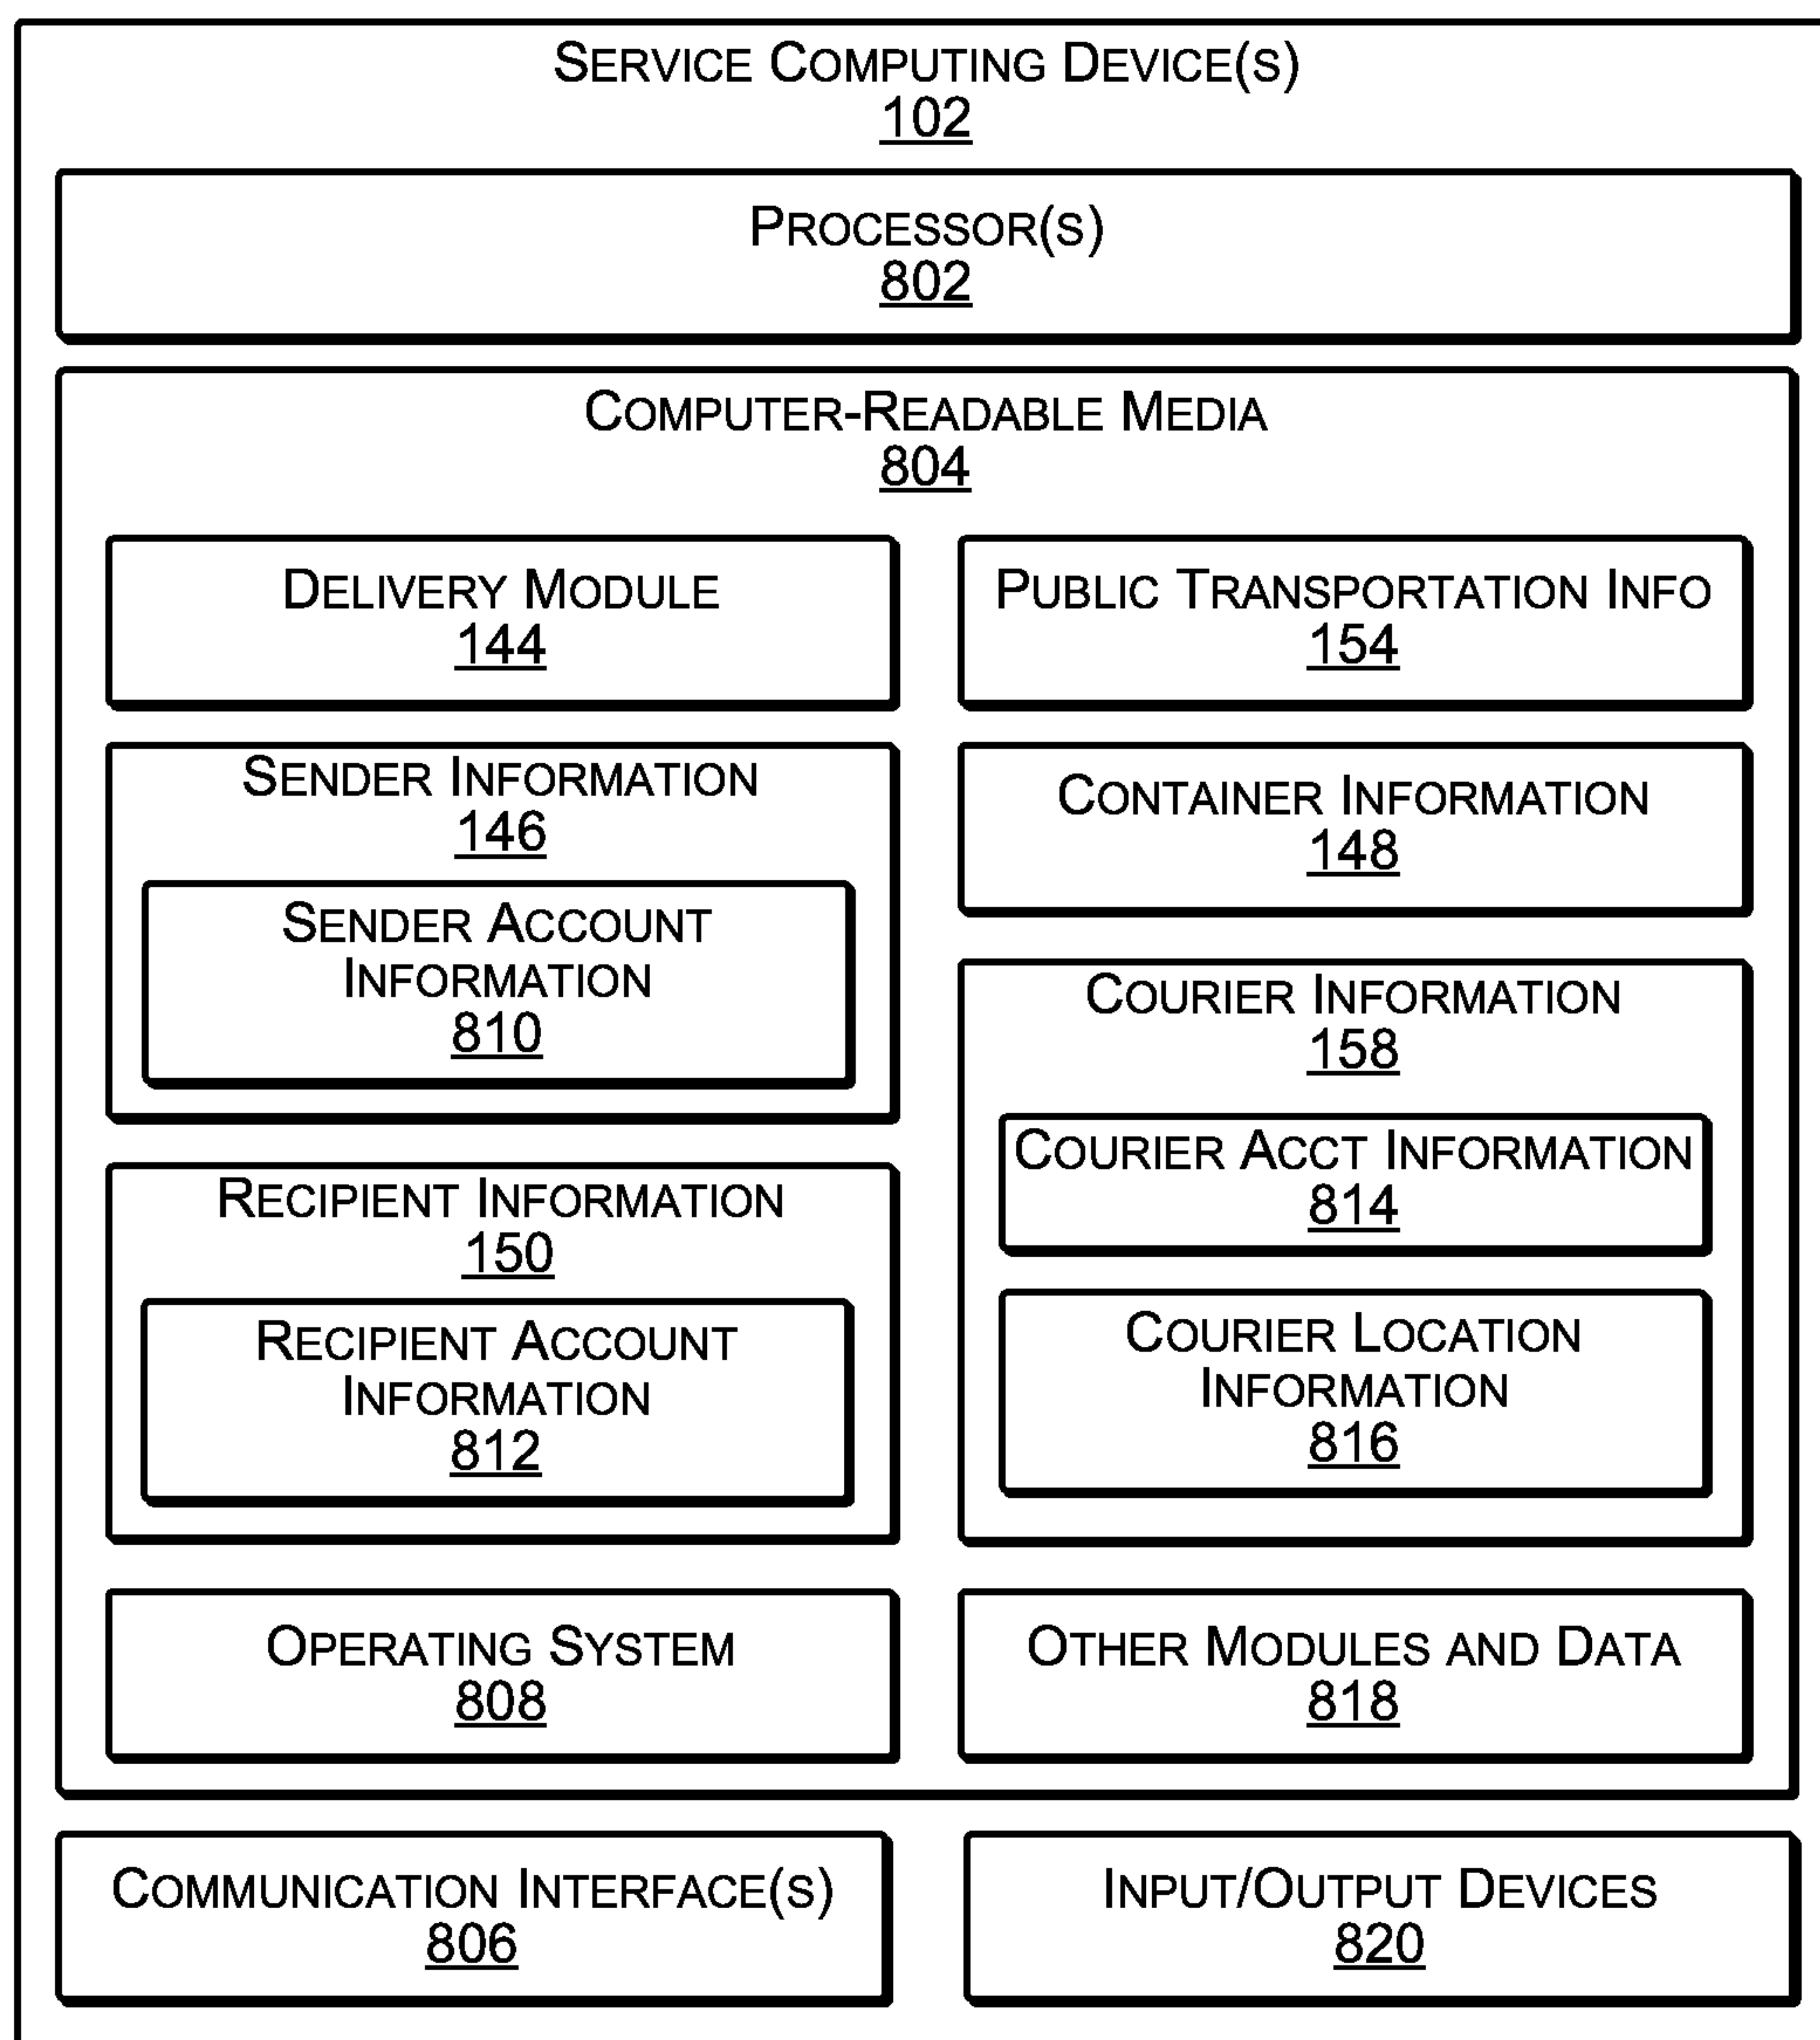 SERVICE COMPUTING DEVICE(S)
102
PROCESSOR(S)
802
COMPUTER-READABLE MEDIA
804
DELIVERY MODULE
144
PUBLIC TRANSPORTATION INFO
154
SENDER INFORMATION
146
SENDER ACCOUNT
INFORMATION
810
CONTAINER INFORMATION
148
RECIPIENT INFORMATION
150
RECIPIENT ACCOUNT
INFORMATION
812
COURIER INFORMATION
158
COURIER ACCT INFORMATION
814
COURIER LOCATION
INFORMATION
816
OPERATING SYSTEM
808
OTHER MODULES AND DATA
818
COMMUNICATION INTERFACE(S)
806
INPUT/OUTPUT DEVICES
820